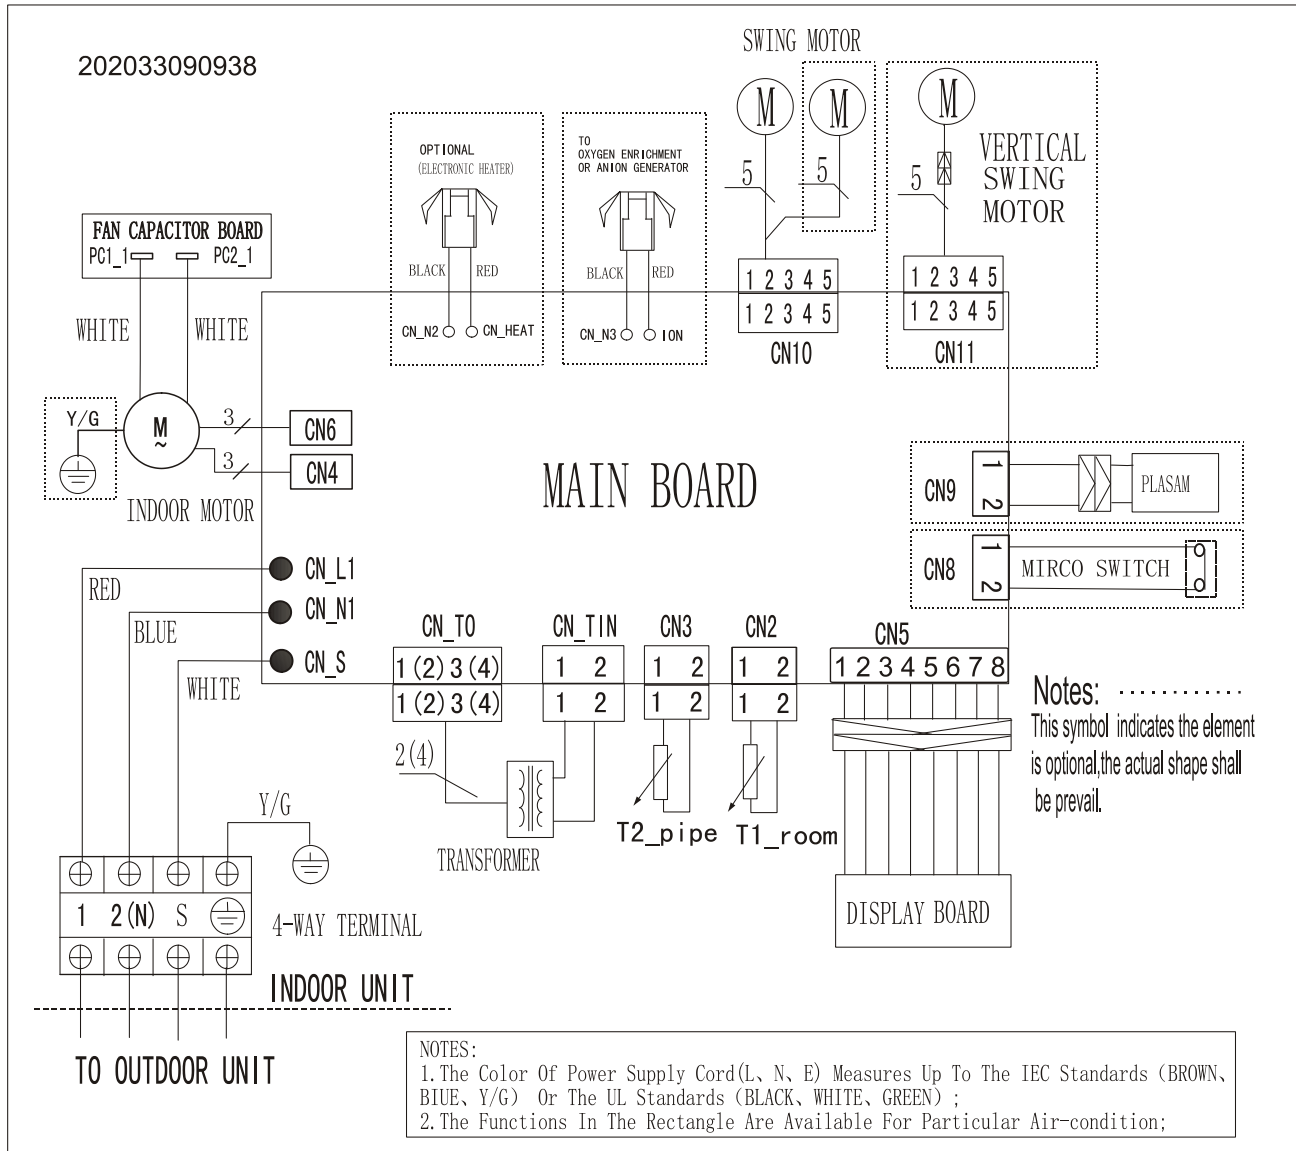 202033090938
SWING MOTOR
M
M
M
5
5
5
VERTICAL
SWING
MOTOR
OPTIONAL
(ELECTRONIC HEATER)
BLACK
RED
CN_N2
CN_HEAT
TO
OXYGEN ENRICHMENT
OR ANION GENERATOR
BLACK
RED
CN_N3
ION
1 2 3 4 5
1 2 3 4 5
CN10
1 2 3 4 5
1 2 3 4 5
CN11
FAN CAPACITOR BOARD
PC1_1
PC2_1
WHITE
WHITE
Y/G
M
~
3
CN6
3
CN4
INDOOR MOTOR
MAIN BOARD
CN9
1
2
PLASAM
CN8
1
2
MIRCO SWITCH
RED
CN_L1
BLUE
CN_N1
WHITE
CN_S
CN_TO
1(2)3(4)
1(2)3(4)
CN_TIN
1 2
1 2
CN3
1 2
1 2
CN2
1 2
1 2
CN5
1 2 3 4 5 6 7 8
2(4)
TRANSFORMER
T2_pipe
T1_room
DISPLAY BOARD
Notes: ············
This symbol indicates the element
is optional,the actual shape shall
be prevail.
Y/G
1 2(N) S
4-WAY TERMINAL
INDOOR UNIT
TO OUTDOOR UNIT
NOTES:
1.The Color Of Power Supply Cord(L、N、E) Measures Up To The IEC Standards (BROWN、
BIUE、Y/G) Or The UL Standards (BLACK、WHITE、GREEN) ;
2.The Functions In The Rectangle Are Available For Particular Air-condition;